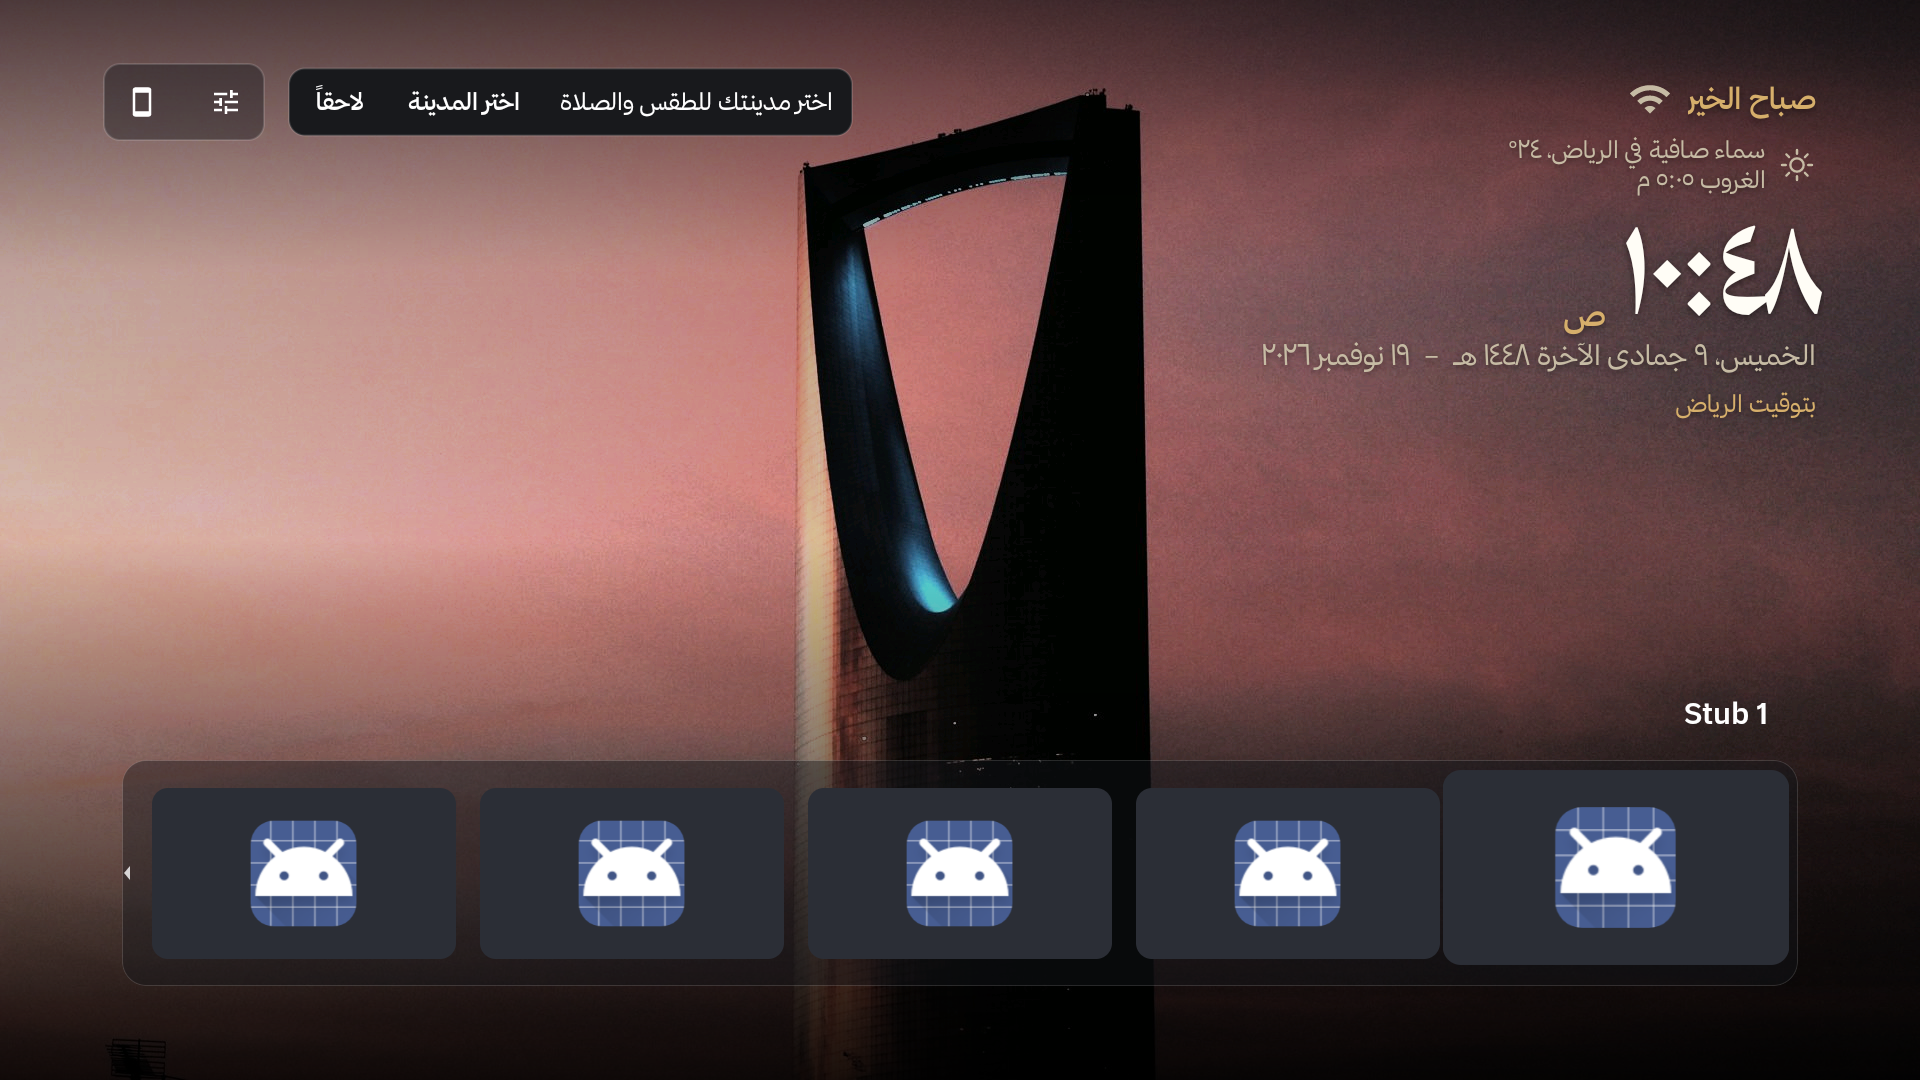 صباح الخير
سماء صافية في الرياض، ٢٤°
الغروب ٥:٠٥ م
١٠:٤٨ ص
الخميس، ٩ جمادى الآخرة ١٤٤٨ هـ – ١٩ نوفمبر ٢٠٢٦
بتوقيت الرياض
اختر مدينتك للطقس والصلاة اختر المدينة لاحقاً
Stub 1